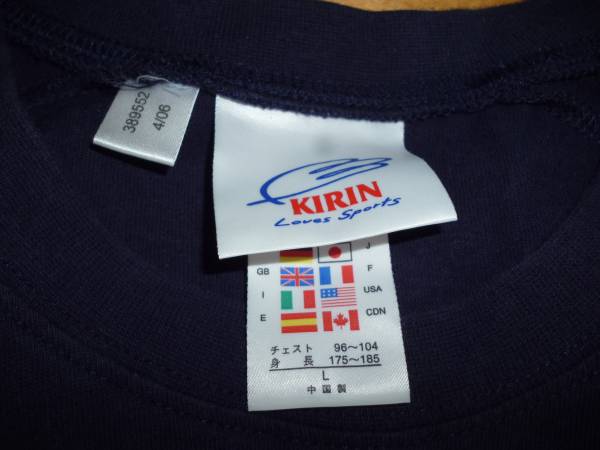 389552
4/06
KIRIN
Loves Sports
J
GB F
I USA
E CDN
チェスト 96〜104
身長 175〜185
L
中国製